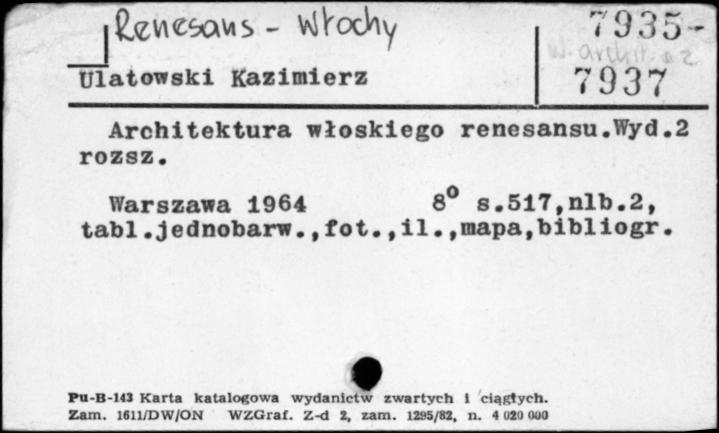 Renesans - Włochy
7935-
Ulatowski Kazimierz
7937
Architektura włoskiego renesansu.Wyd.2
rozsz.
Warszawa 1964 8⁰ s.517,nlb.2,
tabl.jednobarw.,fot.,il.,mapa,bibliogr.
Pu-B-143 Karta katalogowa wydanictw zwartych i ciągłych.
Zam. 1611/DW/ON WZGraf. Z-d 2, zam. 1295/82, n. 4 020 000